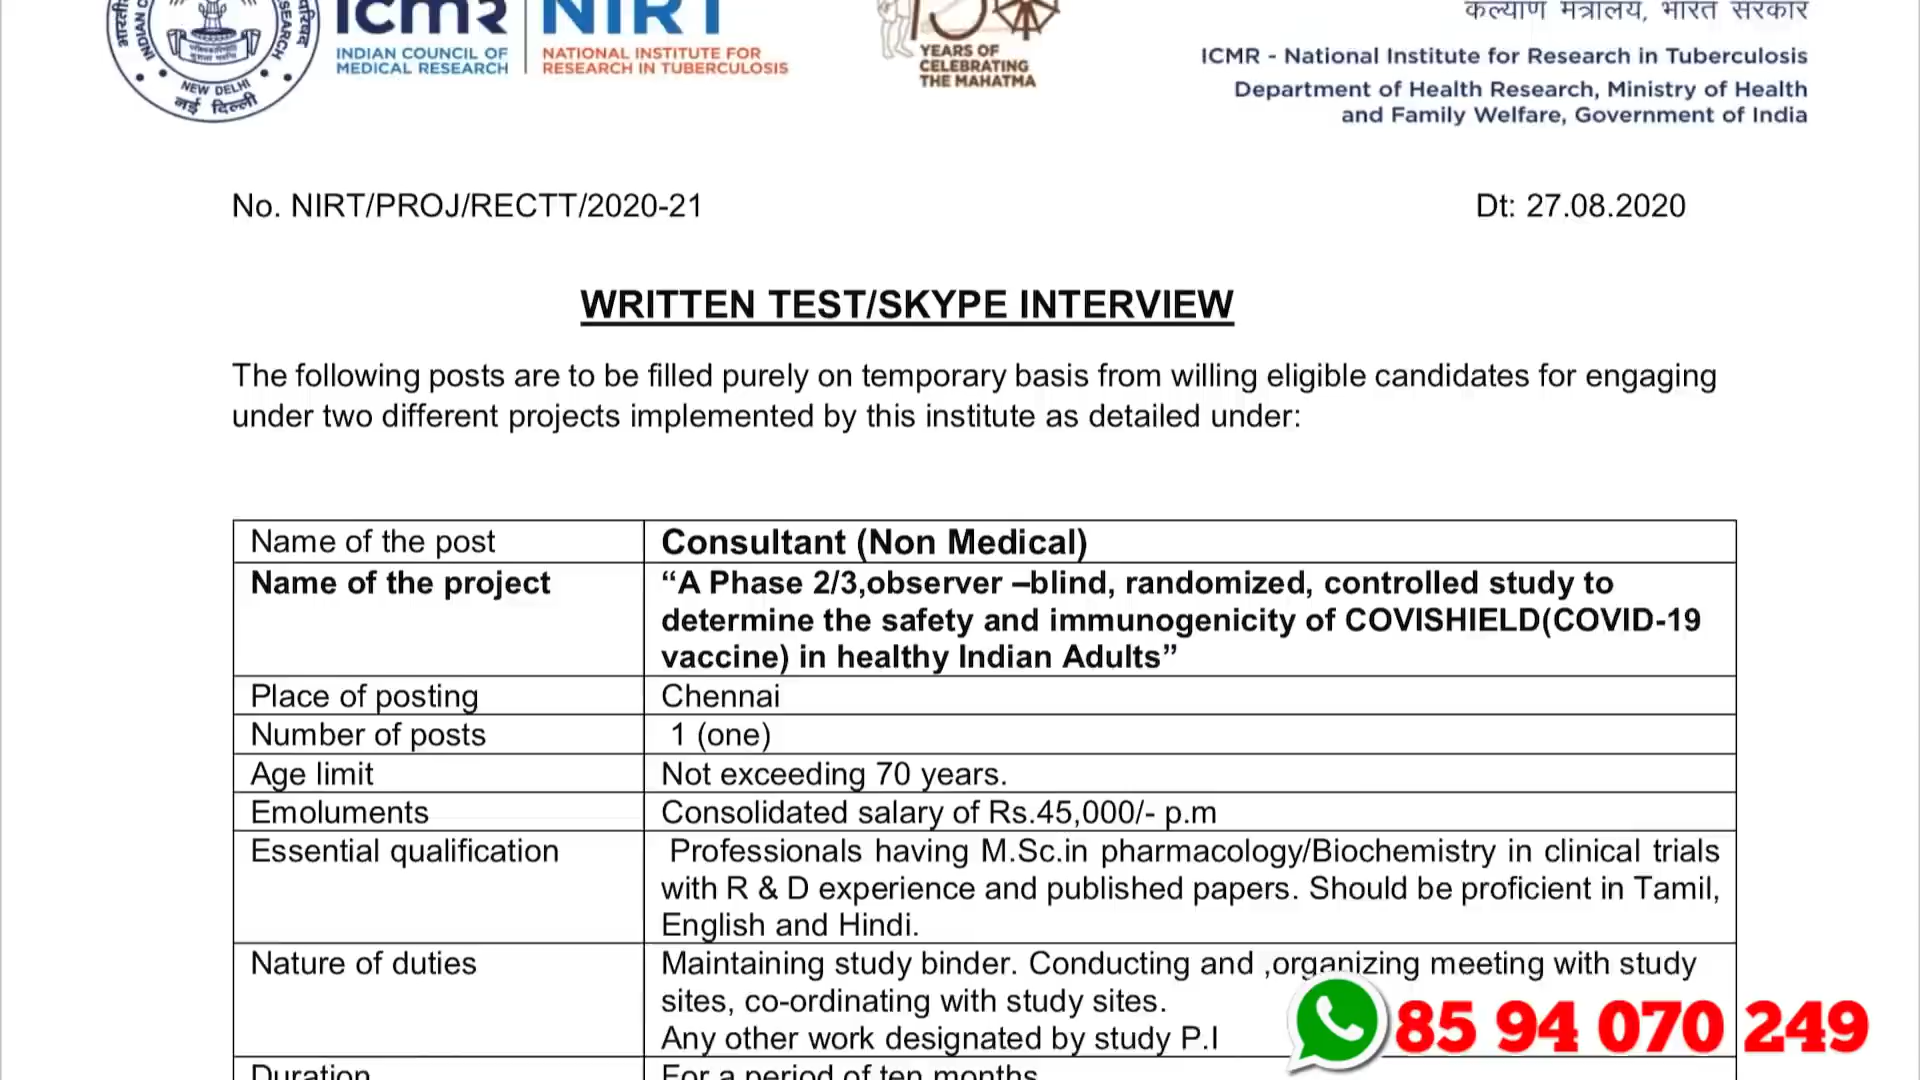 icmr NIRT
INDIAN COUNCIL OF
MEDICAL RESEARCH
NATIONAL INSTITUTE FOR
RESEARCH IN TUBERCULOSIS
NEW DELHI
नई दिल्ली
YEARS OF
CELEBRATING
THE MAHATMA
कल्याण मंत्रालय, भारत सरकार
ICMR - National Institute for Research in Tuberculosis
Department of Health Research, Ministry of Health
and Family Welfare, Government of India
No. NIRT/PROJ/RECTT/2020-21 Dt: 27.08.2020
WRITTEN TEST/SKYPE INTERVIEW
The following posts are to be filled purely on temporary basis from willing eligible candidates for engaging
under two different projects implemented by this institute as detailed under:
Name of the post Consultant (Non Medical)
Name of the project “A Phase 2/3,observer –blind, randomized, controlled study to
determine the safety and immunogenicity of COVISHIELD(COVID-19
vaccine) in healthy Indian Adults”
Place of posting Chennai
Number of posts 1 (one)
Age limit Not exceeding 70 years.
Emoluments Consolidated salary of Rs.45,000/- p.m
Essential qualification Professionals having M.Sc.in pharmacology/Biochemistry in clinical trials
with R & D experience and published papers. Should be proficient in Tamil,
English and Hindi.
Nature of duties Maintaining study binder. Conducting and ,organizing meeting with study
sites, co-ordinating with study sites.
Any other work designated by study P.I
Duration For a period of ten months
85 94 070 249